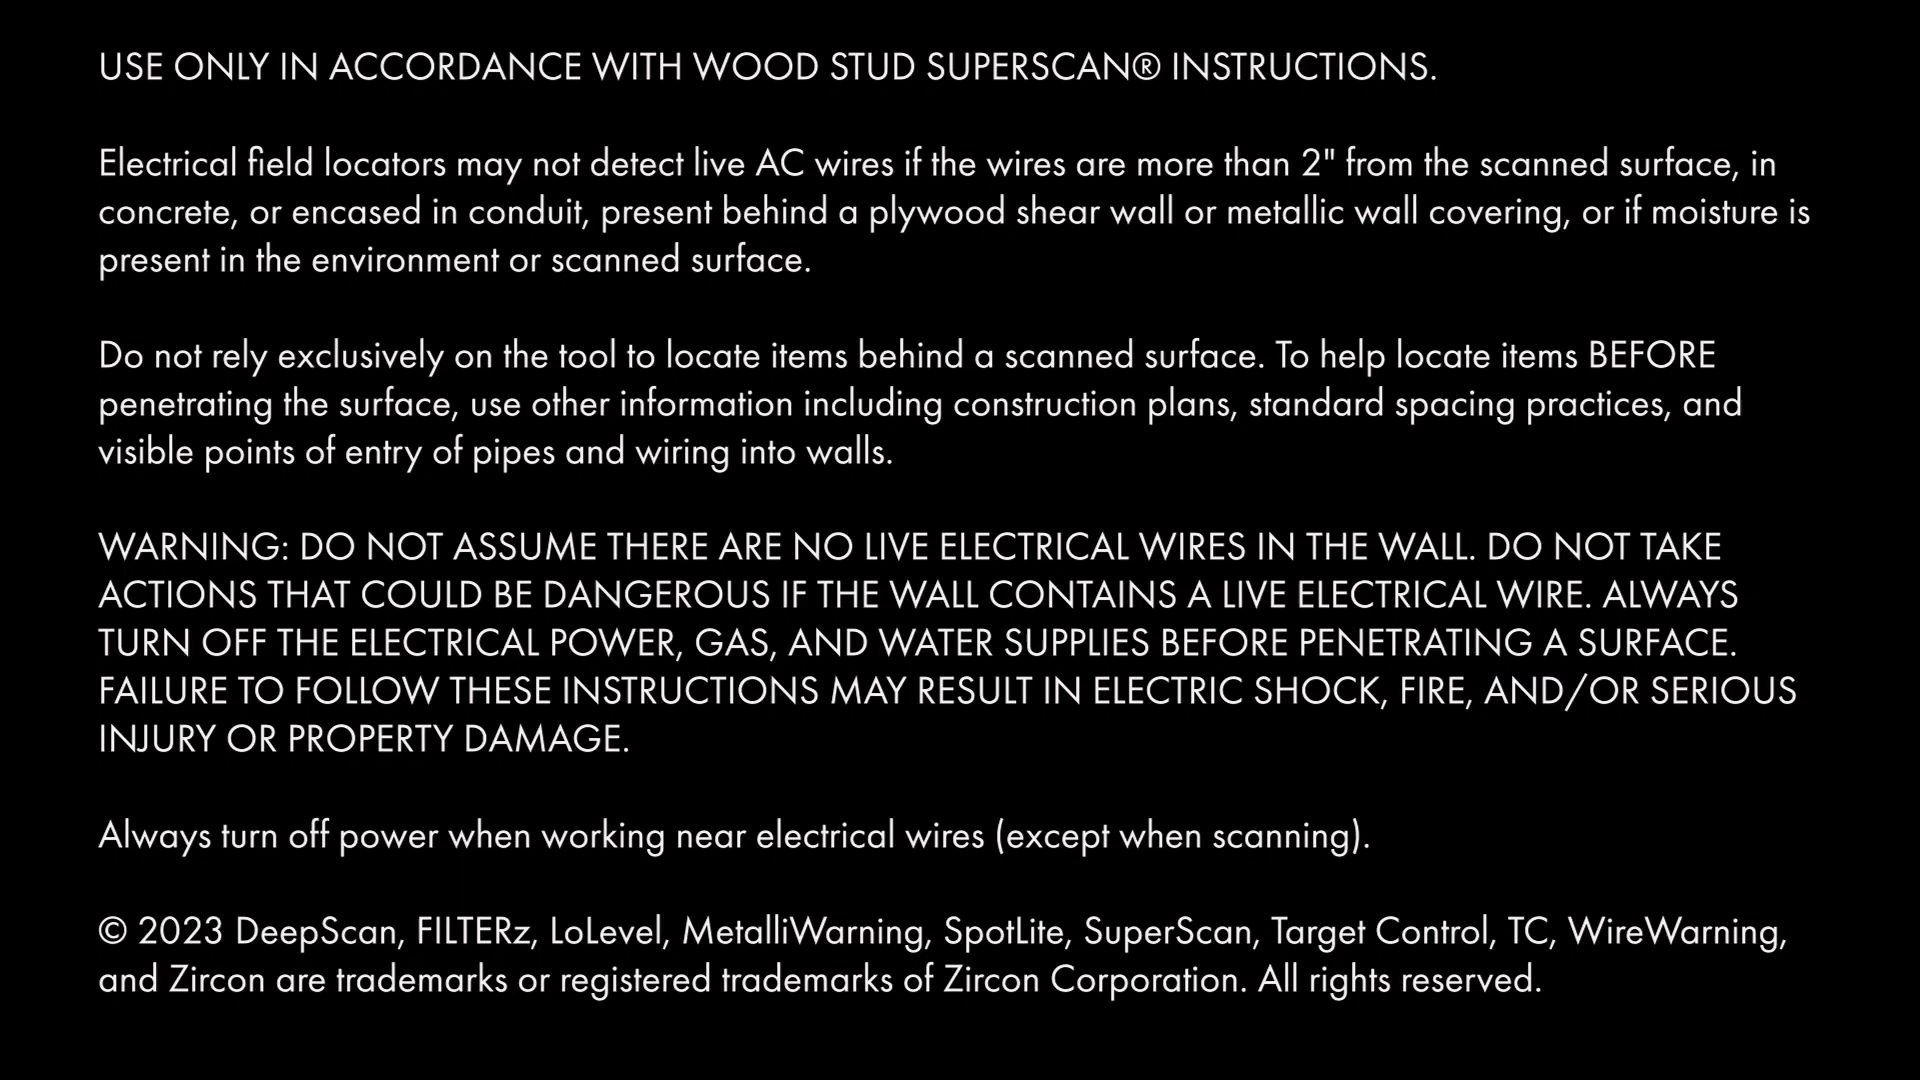 USE ONLY IN ACCORDANCE WITH WOOD STUD SUPERSCAN® INSTRUCTIONS.
Electrical field locators may not detect live AC wires if the wires are more than 2" from the scanned surface, in
concrete, or encased in conduit, present behind a plywood shear wall or metallic wall covering, or if moisture is
present in the environment or scanned surface.
Do not rely exclusively on the tool to locate items behind a scanned surface. To help locate items BEFORE
penetrating the surface, use other information including construction plans, standard spacing practices, and
visible points of entry of pipes and wiring into walls.
WARNING: DO NOT ASSUME THERE ARE NO LIVE ELECTRICAL WIRES IN THE WALL. DO NOT TAKE
ACTIONS THAT COULD BE DANGEROUS IF THE WALL CONTAINS A LIVE ELECTRICAL WIRE. ALWAYS
TURN OFF THE ELECTRICAL POWER, GAS, AND WATER SUPPLIES BEFORE PENETRATING A SURFACE.
FAILURE TO FOLLOW THESE INSTRUCTIONS MAY RESULT IN ELECTRIC SHOCK, FIRE, AND/OR SERIOUS
INJURY OR PROPERTY DAMAGE.
Always turn off power when working near electrical wires (except when scanning).
© 2023 DeepScan, FILTERz, LoLevel, MetalliWarning, SpotLite, SuperScan, Target Control, TC, WireWarning,
and Zircon are trademarks or registered trademarks of Zircon Corporation. All rights reserved.